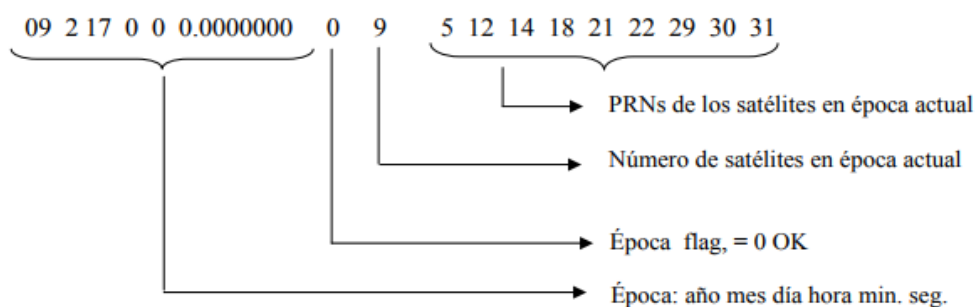 09 2 17 0 0 0.0000000 0 9 5 12 14 18 21 22 29 30 31
PRNs de los satélites en época actual
Número de satélites en época actual
Época flag, = 0 OK
Época: año mes día hora min. seg.